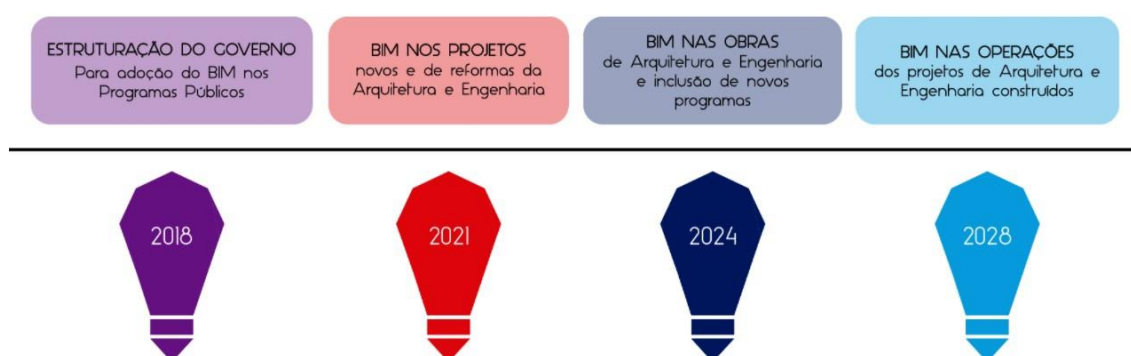 ESTRUTURAÇÃO DO GOVERNO
Para adoção do BIM nos
Programas Públicos
BIM NOS PROJETOS
novos e de reformas da
Arquitetura e Engenharia
BIM NAS OBRAS
de Arquitetura e Engenharia
e inclusão de novos
programas
BIM NAS OPERAÇÕES
dos projetos de Arquitetura e
Engenharia construídos
2018
2021
2024
2028